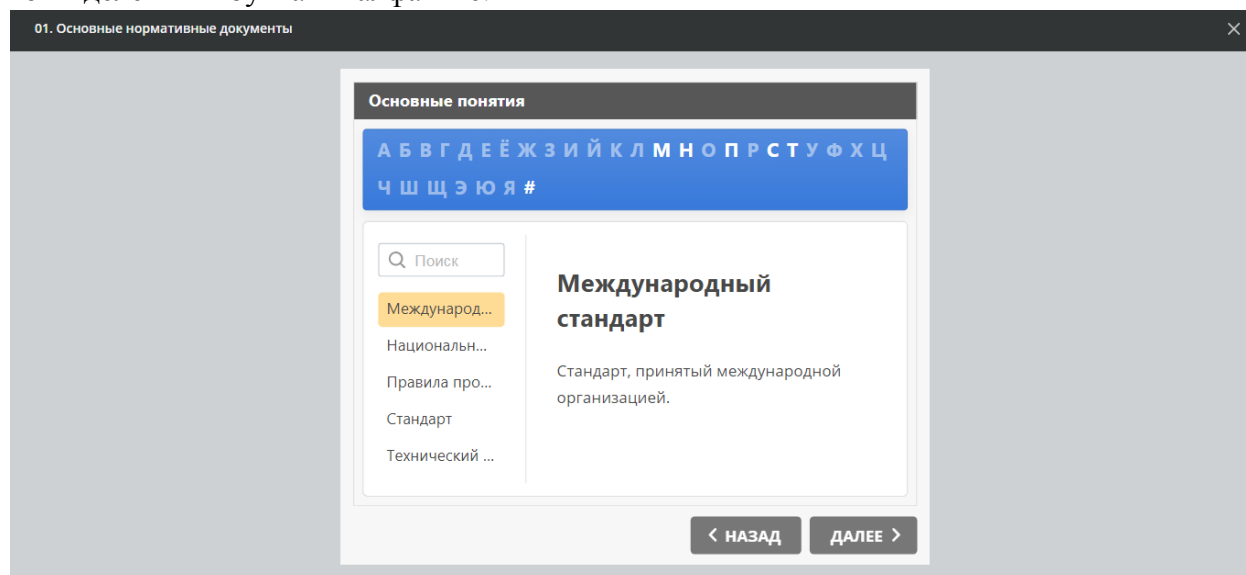 01. Основные нормативные документы
Основные понятия
А Б В Г Д Е Ё Ж З И Й К Л М Н О П Р С Т У Ф Х Ц
Ч Ш Щ Э Ю Я #
Поиск
Международ...
Национальн...
Правила про...
Стандарт
Технический ...
Международный
стандарт
Стандарт, принятый международной
организацией.
НАЗАД
ДАЛЕЕ